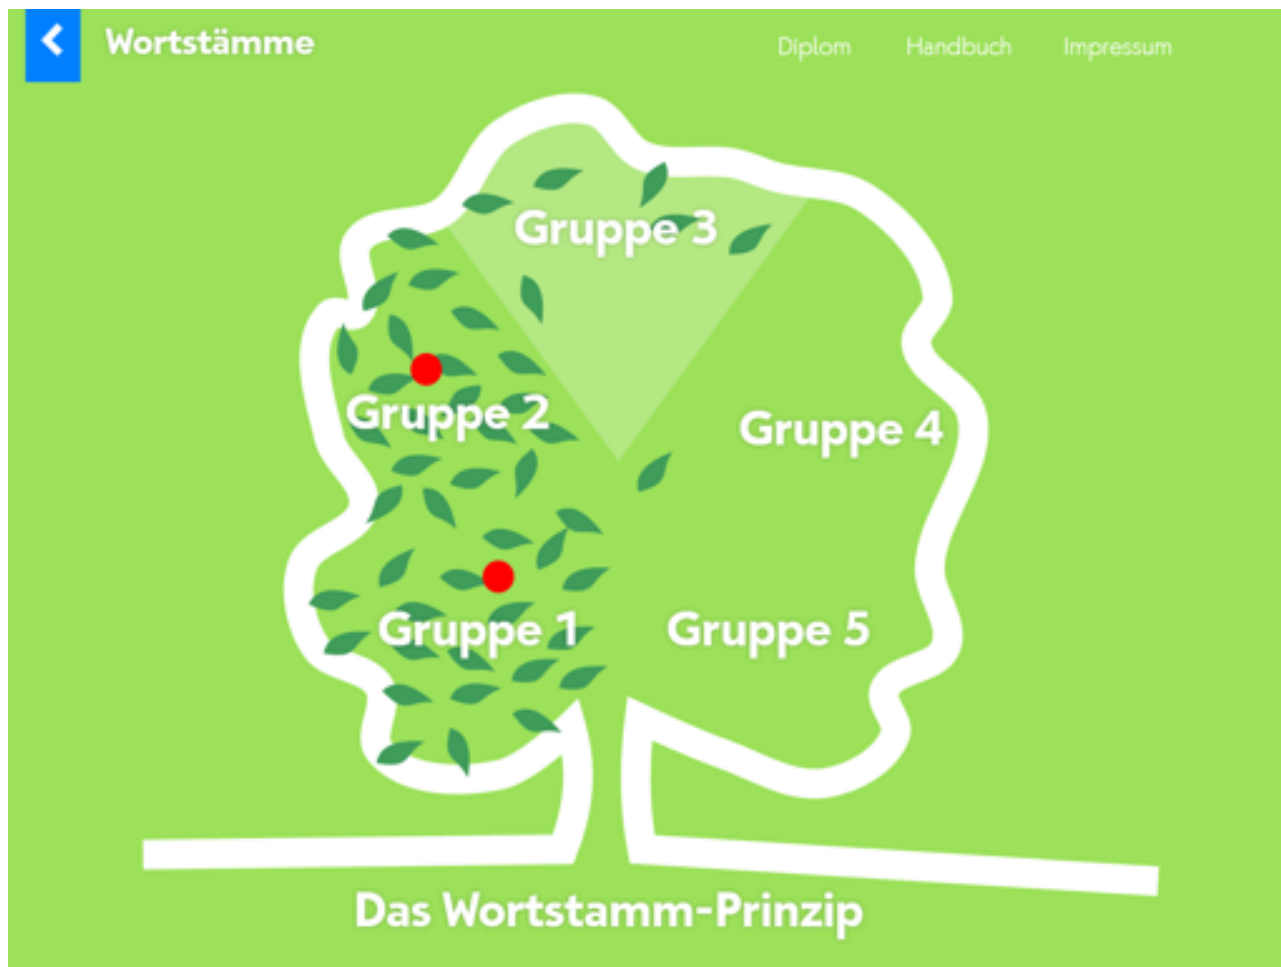 Wortstämme
Diplom Handbuch Impressum
Gruppe 3
Gruppe 2
Gruppe 4
Gruppe 1
Gruppe 5
Das Wortstamm-Prinzip